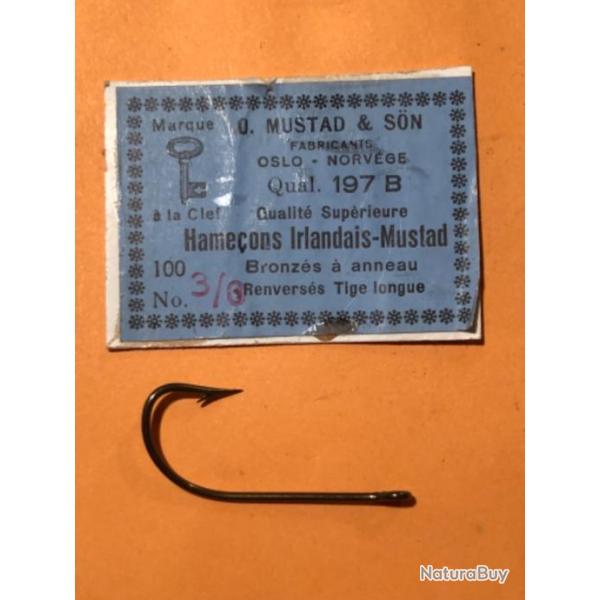 Marque O. MUSTAD & SÖN
FABRICANTS
OSLO - NORVÈGE
Qual. 197 B
à la Clef Qualité Supérieure
Hameçons Irlandais-Mustad
100 Bronzés à anneau
No. 3/0 Renversés Tige longue
NaturaBuy